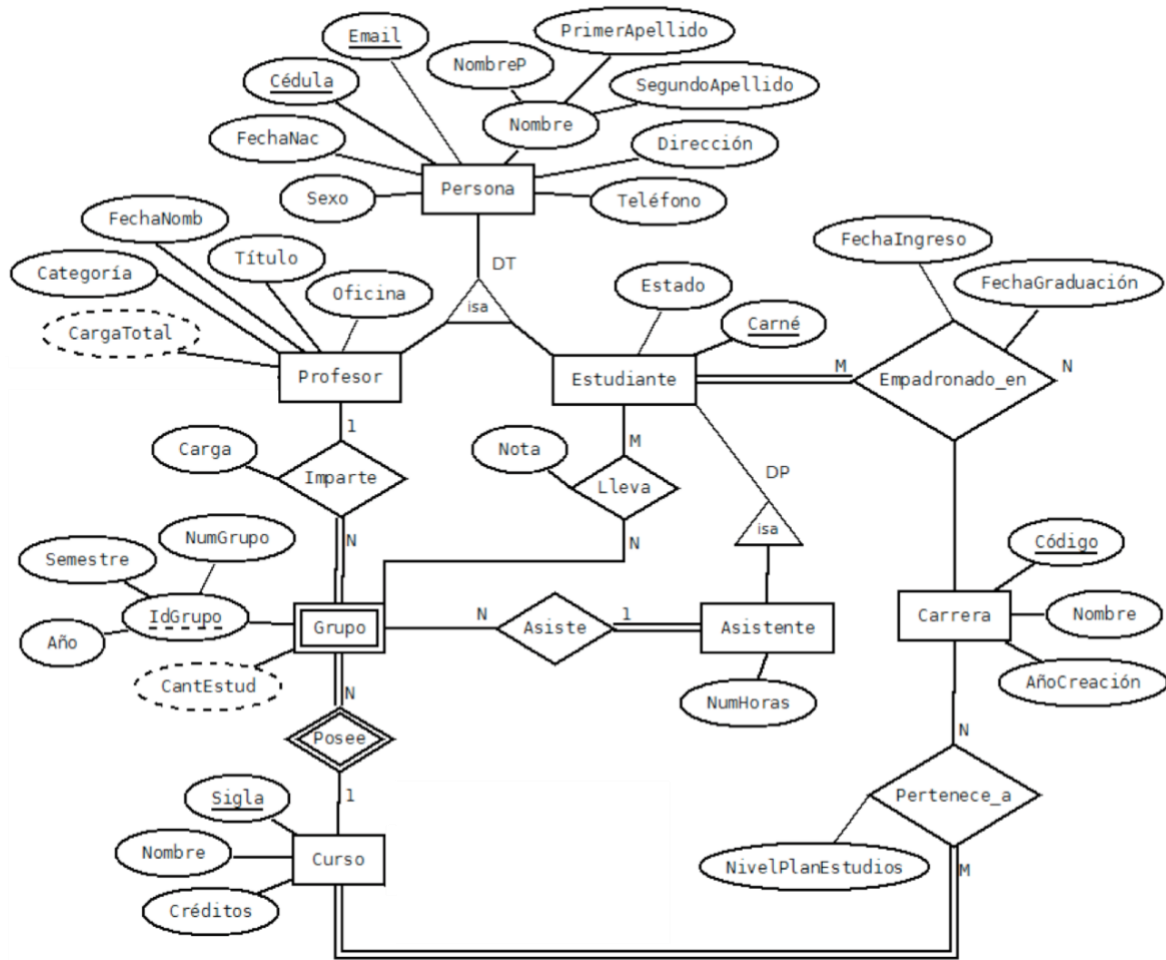 PrimerApellido
Email
NombreP
Cédula
SegundoApellido
Nombre
FechaNac
Dirección
Persona
Sexo
Teléfono
FechaNomb
FechaIngreso
Título
DT
Categoría
Estado
FechaGraduación
Oficina
isa
CargaTotal
Carné
Profesor
Estudiante
M
Empadronado_en
N
1
M
Carga
Nota
Imparte
DP
Lleva
isa
NumGrupo
N
N
Código
Semestre
IdGrupo
N
1
Nombre
Grupo
Asiste
Asistente
Carrera
Año
CantEstud
N
NumHoras
AñoCreación
Posee
N
Sigla
1
Pertenece_a
Nombre
Curso
NivelPlanEstudios
M
Créditos